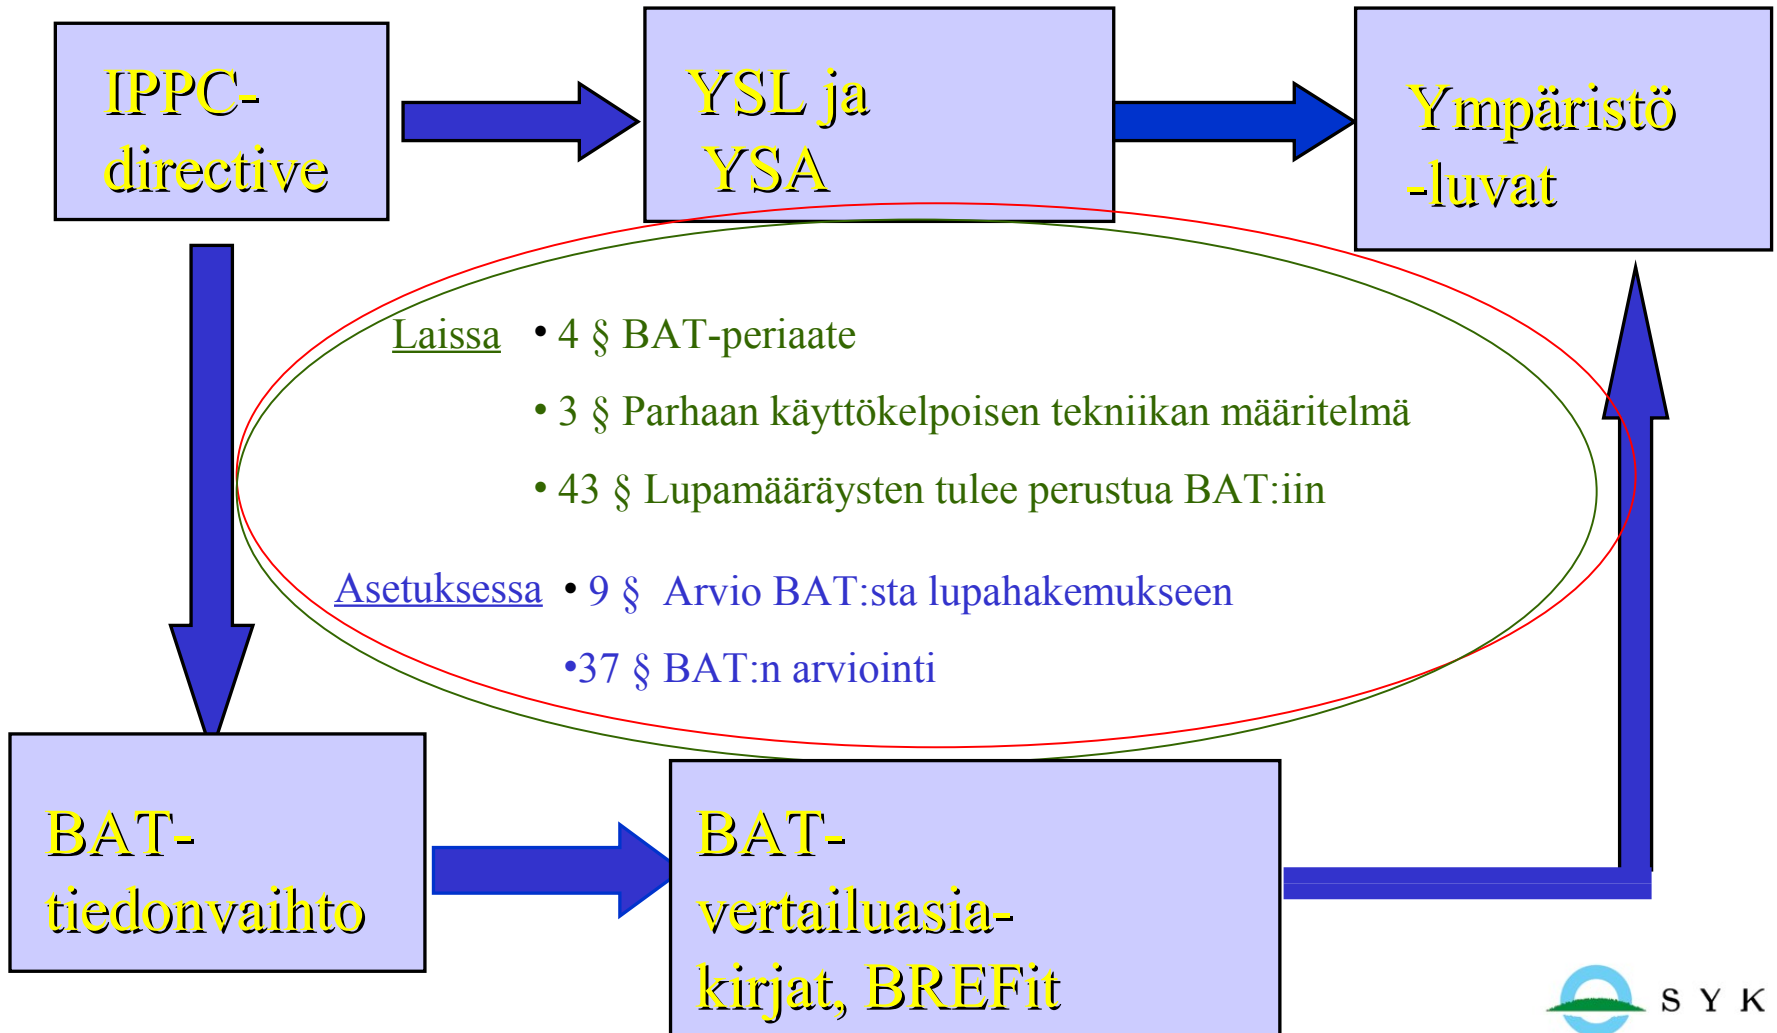 IPPC-
directive
YSL ja
YSA
Ympäristö
-luvat
Laissa • 4 § BAT-periaate
• 3 § Parhaan käyttökelpoisen tekniikan määritelmä
• 43 § Lupamääräysten tulee perustua BAT:iin
Asetuksessa • 9 § Arvio BAT:sta lupahakemukseen
•37 § BAT:n arviointi
BAT-
tiedonvaihto
BAT-
vertailuasia-
kirjat, BREFit
S Y K